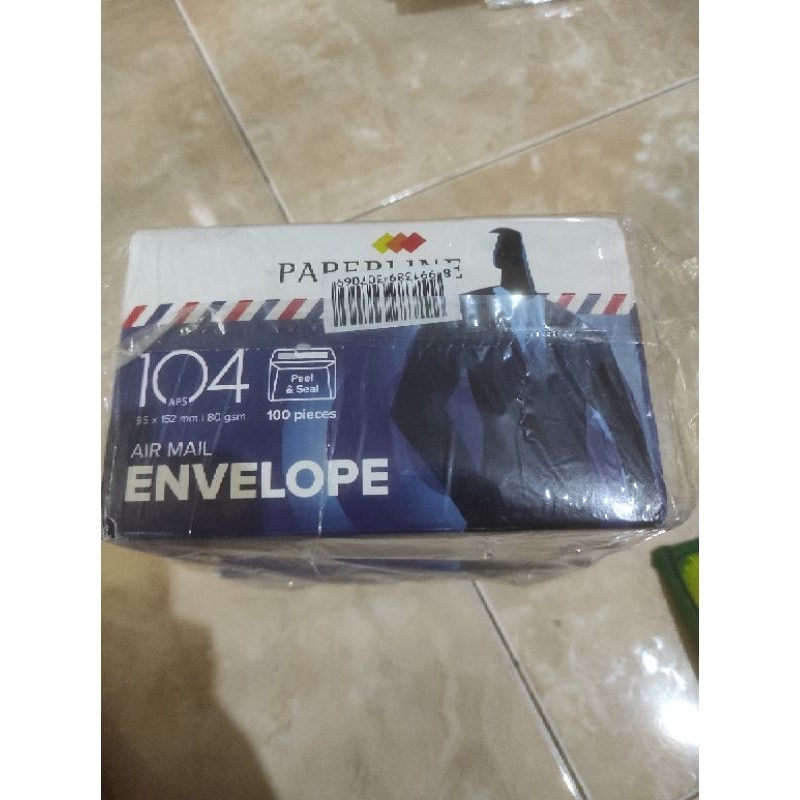 PAPERLINE
104
APS
Peel
& Seal
95 x 152 mm | 80 gsm
100 pieces
AIR MAIL
ENVELOPE